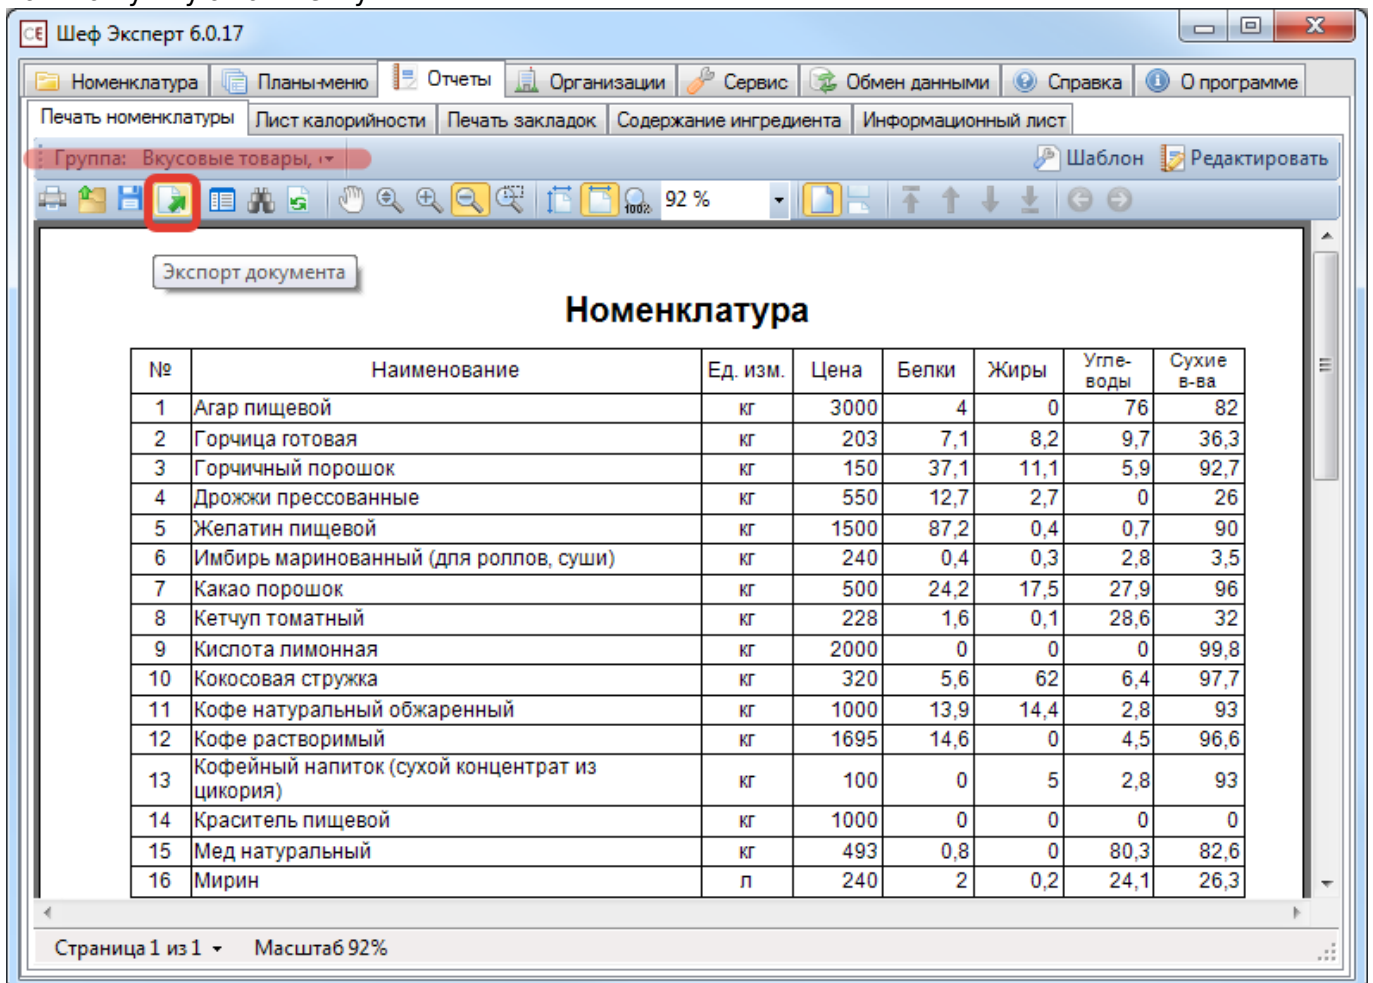 Шеф Эксперт 6.0.17
Номенклатура Планы-меню Отчеты Организации Сервис Обмен данными Справка О программе
Печать номенклатуры Лист калорийности Печать закладок Содержание ингредиента Информационный лист
Группа: Вкусовые товары, Шаблон Редактировать
100% 92 %
Экспорт документа
Номенклатура
№ Наименование Ед. изм. Цена Белки Жиры Угле-воды Сухие в-ва
1 Агар пищевой кг 3000 4 0 76 82
2 Горчица готовая кг 203 7,1 8,2 9,7 36,3
3 Горчичный порошок кг 150 37,1 11,1 5,9 92,7
4 Дрожжи прессованные кг 550 12,7 2,7 0 26
5 Желатин пищевой кг 1500 87,2 0,4 0,7 90
6 Имбирь маринованный (для роллов, суши) кг 240 0,4 0,3 2,8 3,5
7 Какао порошок кг 500 24,2 17,5 27,9 96
8 Кетчуп томатный кг 228 1,6 0,1 28,6 32
9 Кислота лимонная кг 2000 0 0 0 99,8
10 Кокосовая стружка кг 320 5,6 62 6,4 97,7
11 Кофе натуральный обжаренный кг 1000 13,9 14,4 2,8 93
12 Кофе растворимый кг 1695 14,6 0 4,5 96,6
13 Кофейный напиток (сухой концентрат из цикория) кг 100 0 5 2,8 93
14 Краситель пищевой кг 1000 0 0 0 0
15 Мед натуральный кг 493 0,8 0 80,3 82,6
16 Мирин л 240 2 0,2 24,1 26,3
Страница 1 из 1 Масштаб 92%